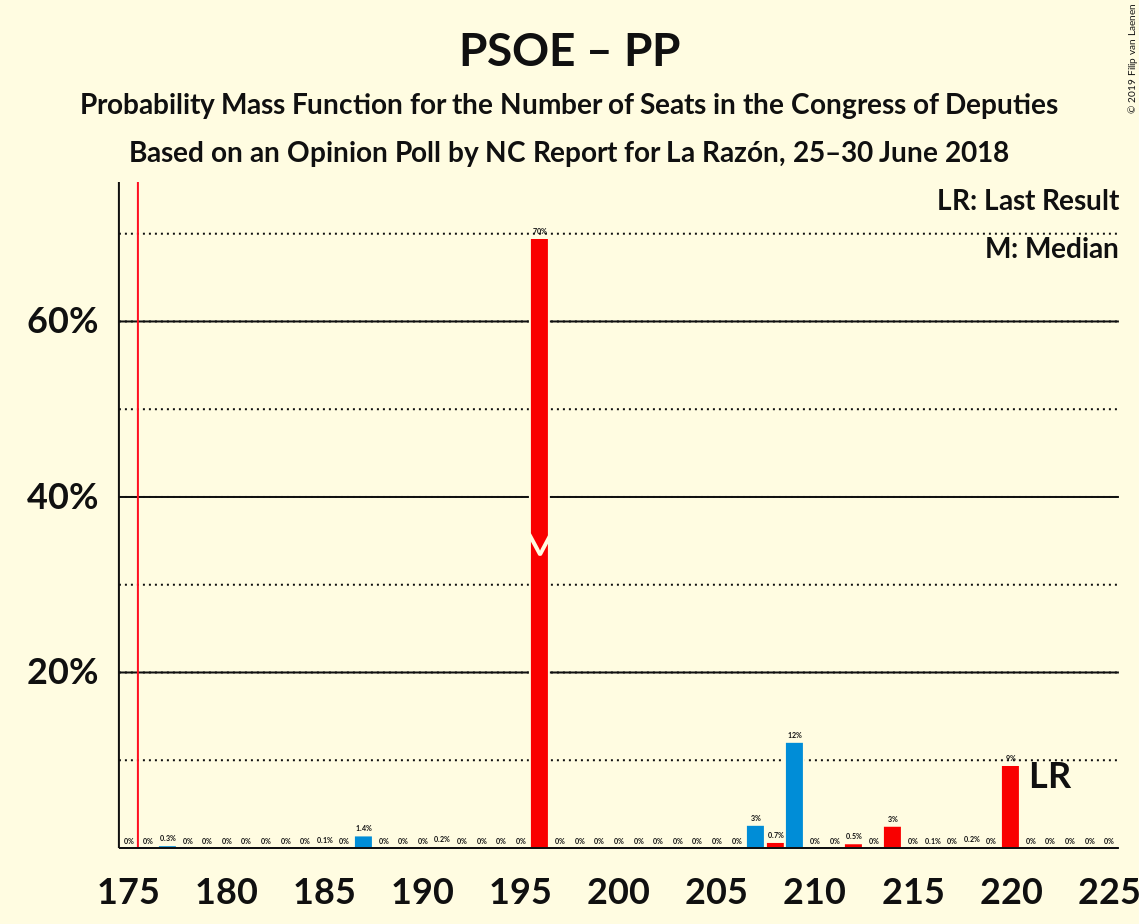 PSOE – PP
Probability Mass Function for the Number of Seats in the Congress of Deputies
Based on an Opinion Poll by NC Report for La Razón, 25–30 June 2018
© 2019 Filip van Laenen
LR: Last Result
M: Median
60%
40%
20%
0% 0% 0.3% 0% 0% 0% 0% 0% 0% 0% 0.1% 0% 1.4% 0% 0% 0% 0.2% 0% 0% 0% 0% 70% 0% 0% 0% 0% 0% 0% 0% 0% 0% 0% 3% 0.7% 12% 0% 0% 0.5% 0% 3% 0% 0.1% 0% 0.2% 0% 9% 0% 0% 0% 0% 0%
M
LR
175 180 185 190 195 200 205 210 215 220 225